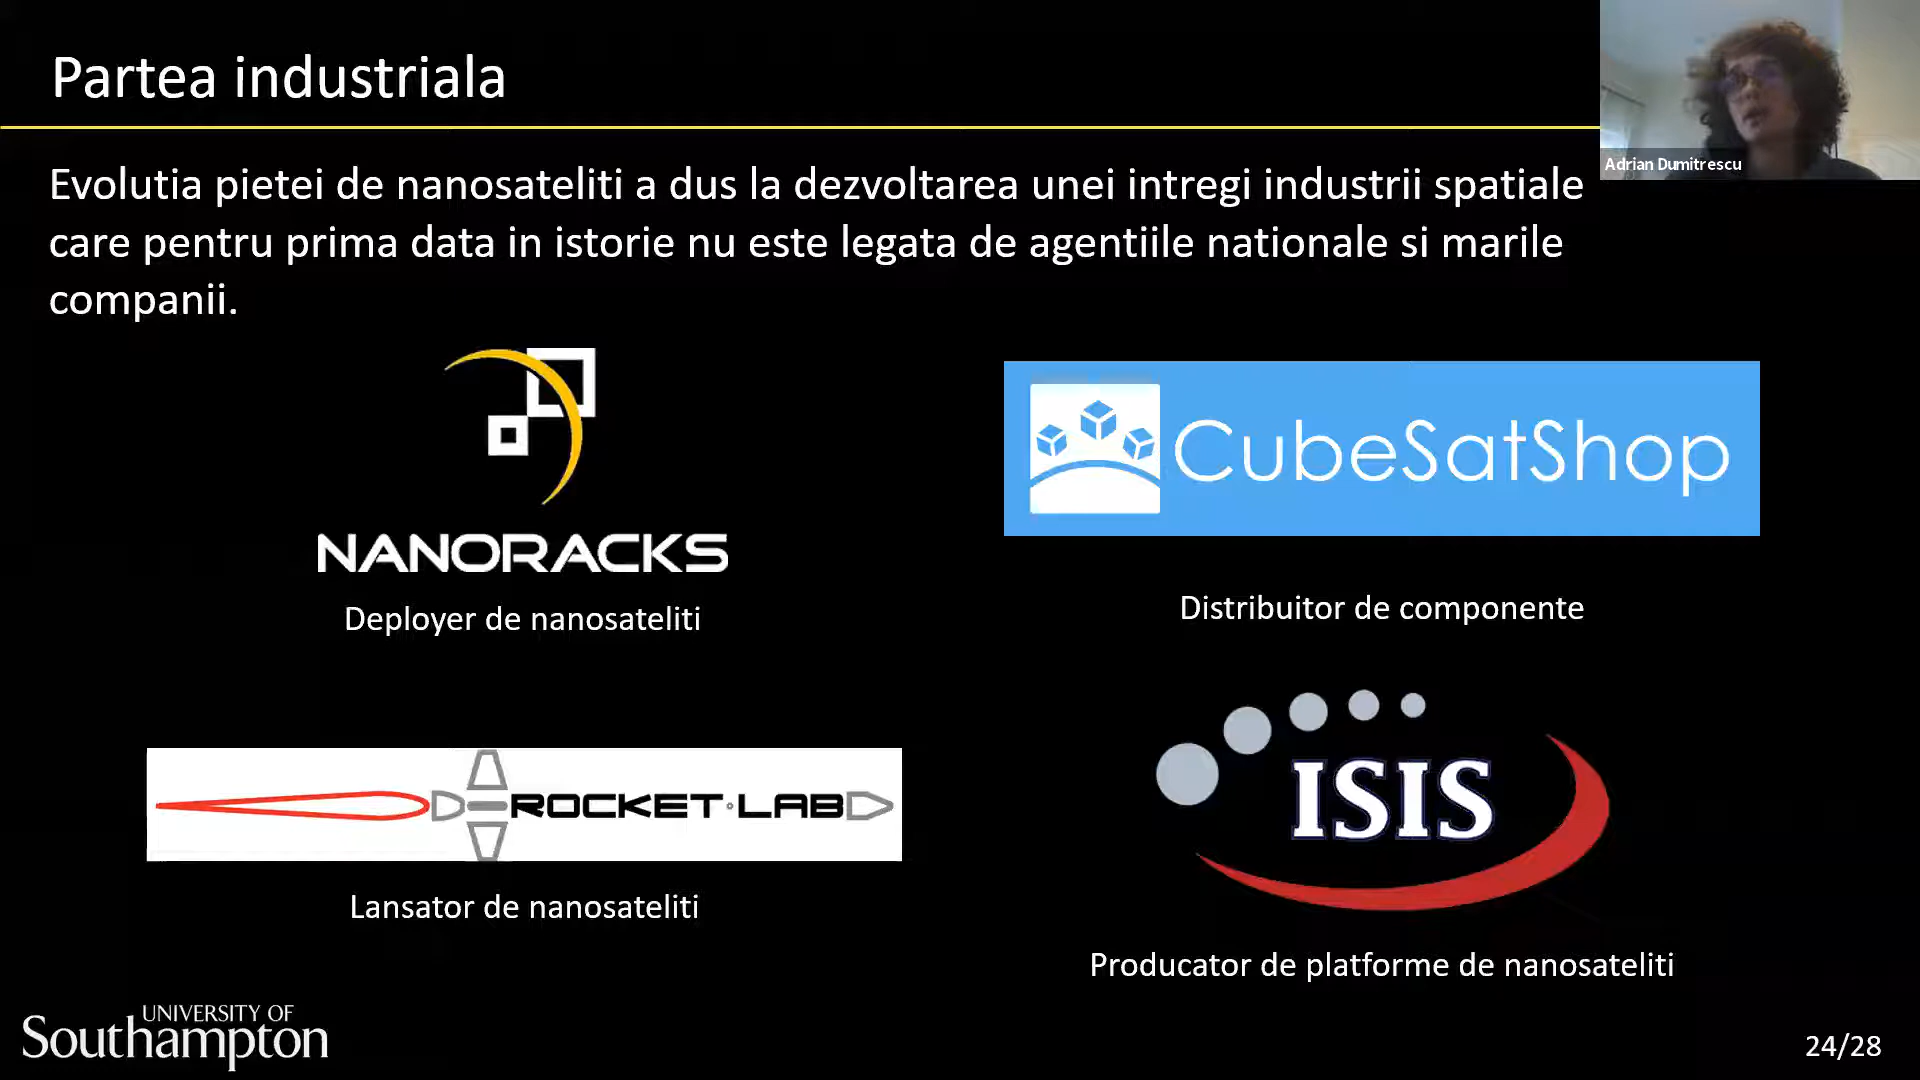 Partea industriala
Adrian Dumitrescu
Evolutia pietei de nanosateliti a dus la dezvoltarea unei intregi industrii spatiale
care pentru prima data in istorie nu este legata de agentiile nationale si marile
companii.
NANORACKS
Deployer de nanosateliti
CubeSatShop
Distribuitor de componente
ROCKET LAB
Lansator de nanosateliti
ISIS
Producator de platforme de nanosateliti
UNIVERSITY OF
Southampton
24/28